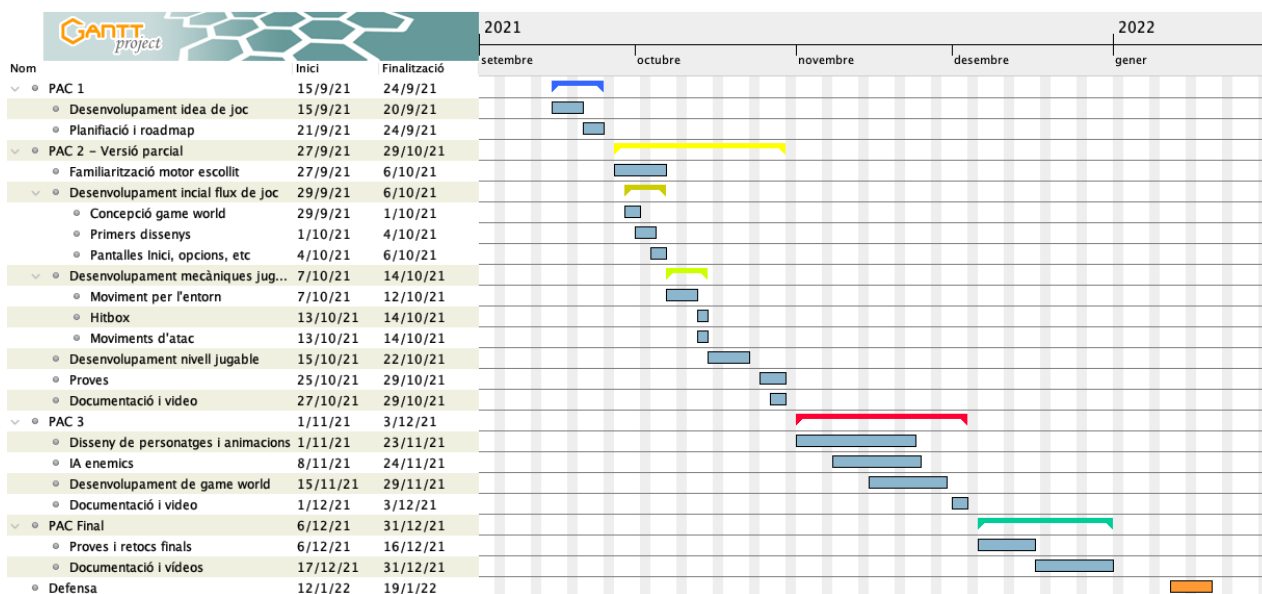 GANTT project
2021 2022
setembre octubre novembre desembre gener
Nom Inici Finalització
PAC 1 15/9/21 24/9/21
Desenvolupament idea de joc 15/9/21 20/9/21
Planifiació i roadmap 21/9/21 24/9/21
PAC 2 - Versió parcial 27/9/21 29/10/21
Familiarització motor escollit 27/9/21 6/10/21
Desenvolupament incial flux de joc 29/9/21 6/10/21
Concepció game world 29/9/21 1/10/21
Primers dissenys 1/10/21 4/10/21
Pantalles Inici, opcions, etc 4/10/21 6/10/21
Desenvolupament mecàniques jug... 7/10/21 14/10/21
Moviment per l'entorn 7/10/21 12/10/21
Hitbox 13/10/21 14/10/21
Moviments d'atac 13/10/21 14/10/21
Desenvolupament nivell jugable 15/10/21 22/10/21
Proves 25/10/21 29/10/21
Documentació i video 27/10/21 29/10/21
PAC 3 1/11/21 3/12/21
Disseny de personatges i animacions 1/11/21 23/11/21
IA enemics 8/11/21 24/11/21
Desenvolupament de game world 15/11/21 29/11/21
Documentació i video 1/12/21 3/12/21
PAC Final 6/12/21 31/12/21
Proves i retocs finals 6/12/21 16/12/21
Documentació i vídeos 17/12/21 31/12/21
Defensa 12/1/22 19/1/22